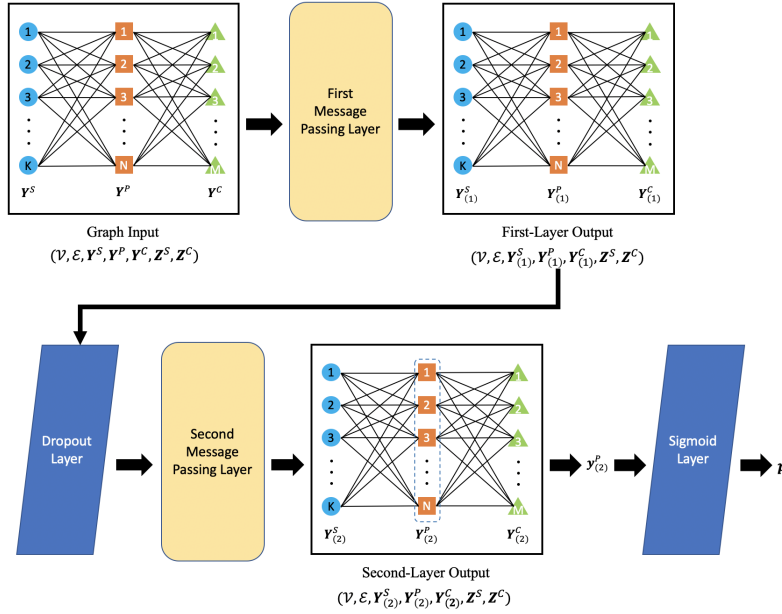 1 1 1
2 2 2
3 3 3
K N M
Y^S Y^P Y^C
Graph Input
(𝒱, ℰ, Y^S, Y^P, Y^C, Z^S, Z^C)
First
Message
Passing Layer
1 1 1
2 2 2
3 3 3
K N M
Y^S_(1) Y^P_(1) Y^C_(1)
First-Layer Output
(𝒱, ℰ, Y^S_(1), Y^P_(1), Y^C_(1), Z^S, Z^C)
Dropout
Layer
Second
Message
Passing Layer
1 1 1
2 2 2
3 3 3
K N M
Y^S_(2) Y^P_(2) Y^C_(2)
Second-Layer Output
(𝒱, ℰ, Y^S_(2), Y^P_(2), Y^C_(2), Z^S, Z^C)
y^P_(2)
Sigmoid
Layer